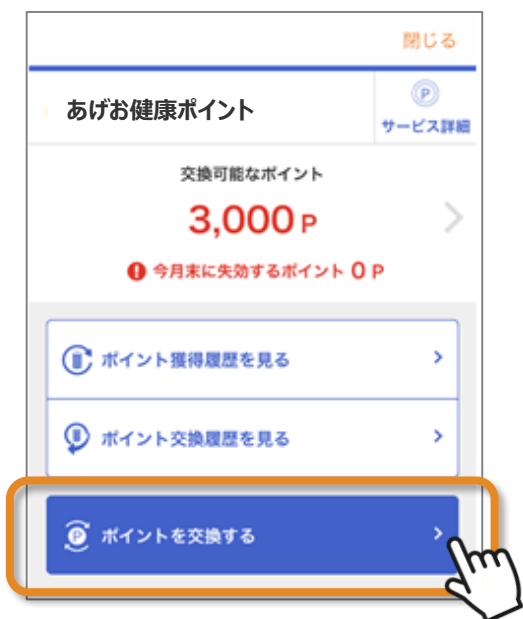 閉じる
あげお健康ポイント
P
サービス詳細
交換可能なポイント
3,000 P
! 今月末に失効するポイント 0 P
ポイント獲得履歴を見る
ポイント交換履歴を見る
P ポイントを交換する